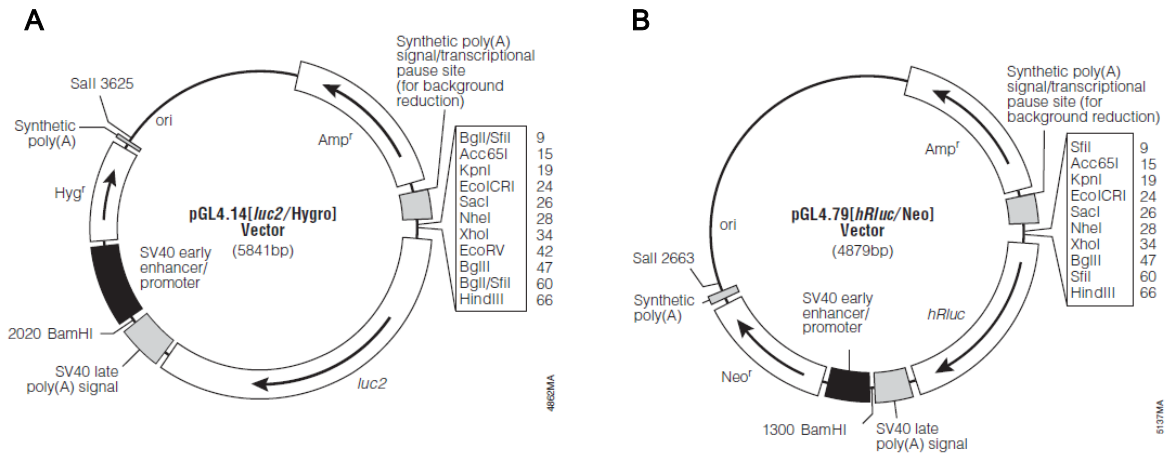 A
Synthetic poly(A)
signal/transcriptional
pause site
(for background
reduction)
SalI 3625
Synthetic
poly(A)
ori
Ampʳ
Hygʳ
pGL4.14[luc2/Hygro]
Vector
(5841bp)
SV40 early
enhancer/
promoter
2020 BamHI
SV40 late
poly(A) signal
luc2
BglI/SfiI 9
Acc65I 15
KpnI 19
EcoICRI 24
SacI 26
NheI 28
XhoI 34
EcoRV 42
BglII 47
BglI/SfiI 60
HindIII 66
4862MA
B
Synthetic poly(A)
signal/transcriptional
pause site (for
background reduction)
Ampʳ
ori
pGL4.79[hRluc/Neo]
Vector
(4879bp)
SalI 2663
Synthetic
poly(A)
SV40 early
enhancer/
promoter
hRluc
Neoʳ
1300 BamHI
SV40 late
poly(A) signal
SfiI 9
Acc65I 15
KpnI 19
EcoICRI 24
SacI 26
NheI 28
XhoI 34
BglII 47
SfiI 60
HindIII 66
5137MA